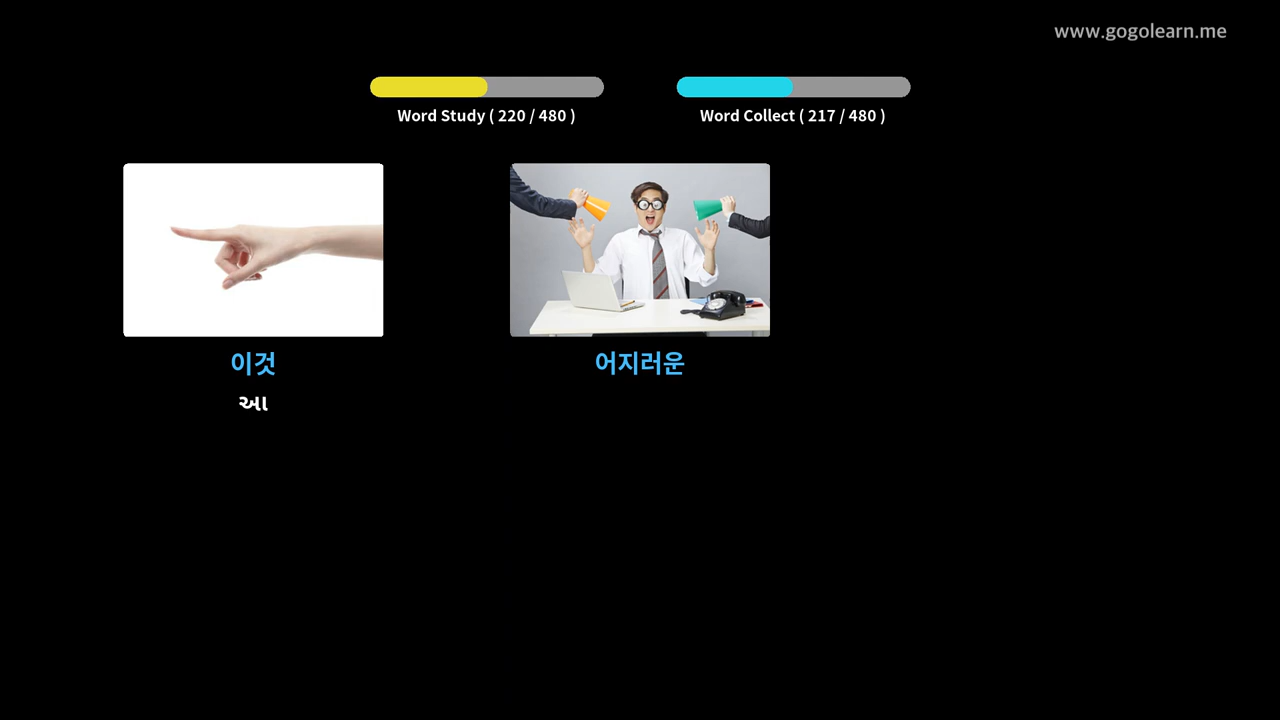 www.gogolearn.me
Word Study ( 220 / 480 )
Word Collect ( 217 / 480 )
이것
어지러운
આ